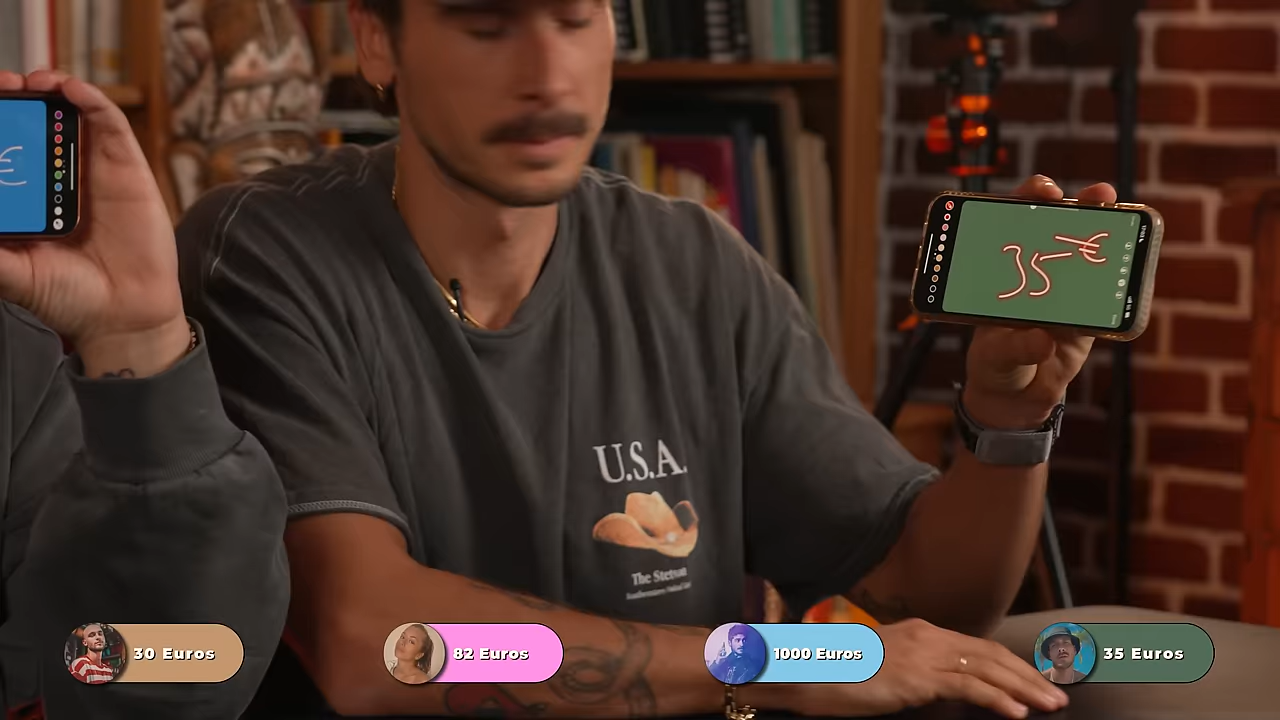 €
35 €
U.S.A.
The Stetson
30 Euros
82 Euros
1000 Euros
35 Euros